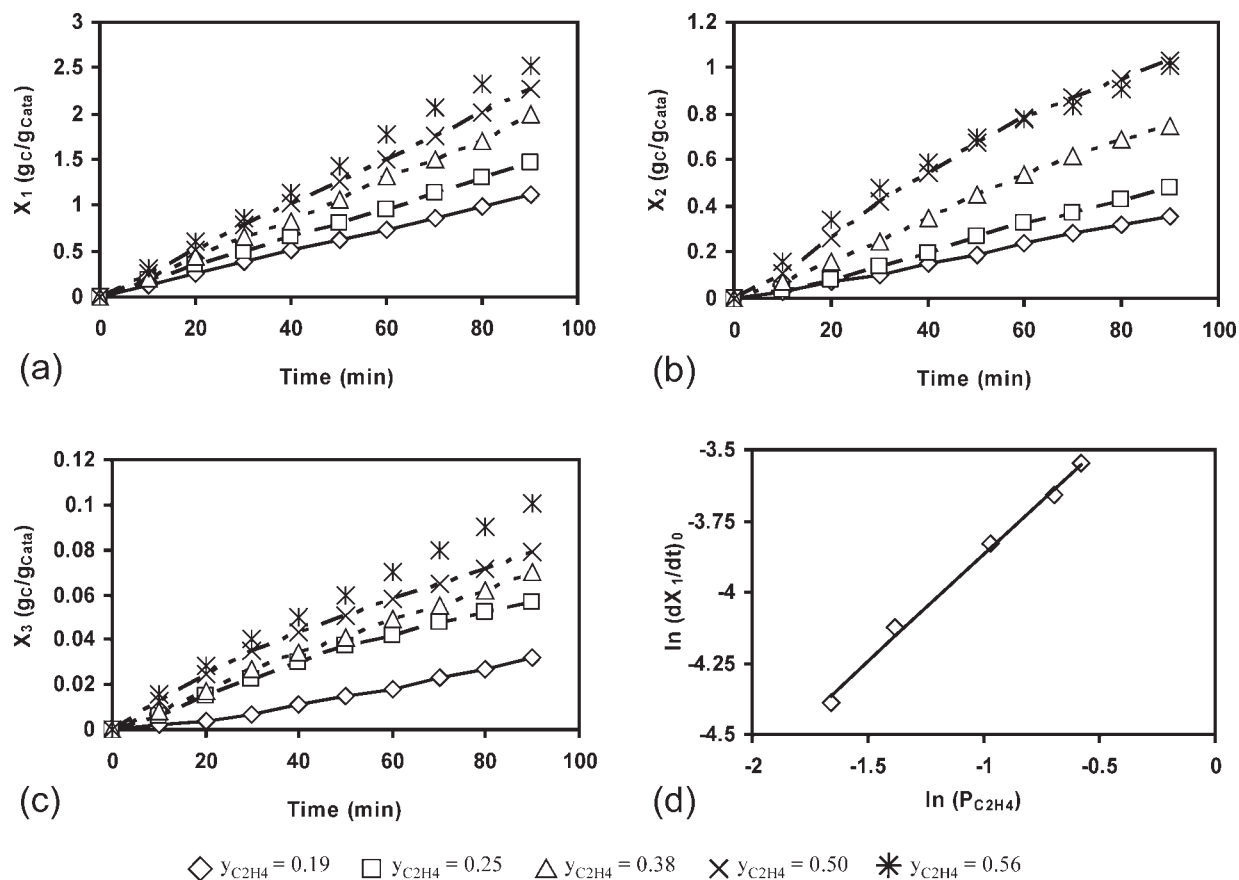 3
2.5
2
1.5
1
0.5
0
0 20 40 60 80 100
X₁ (gC/gCata)
Time (min)
(a)
1.2
1
0.8
0.6
0.4
0.2
0
0 20 40 60 80 100
X₂ (gC/gCata)
Time (min)
(b)
0.12
0.1
0.08
0.06
0.04
0.02
0
0 20 40 60 80 100
X₃ (gC/gCata)
Time (min)
(c)
-3.5
-3.75
-4
-4.25
-4.5
-2 -1.5 -1 -0.5 0
ln (dX₁/dt)₀
ln (PC2H4)
(d)
yC2H4 = 0.19 yC2H4 = 0.25 yC2H4 = 0.38 yC2H4 = 0.50 yC2H4 = 0.56